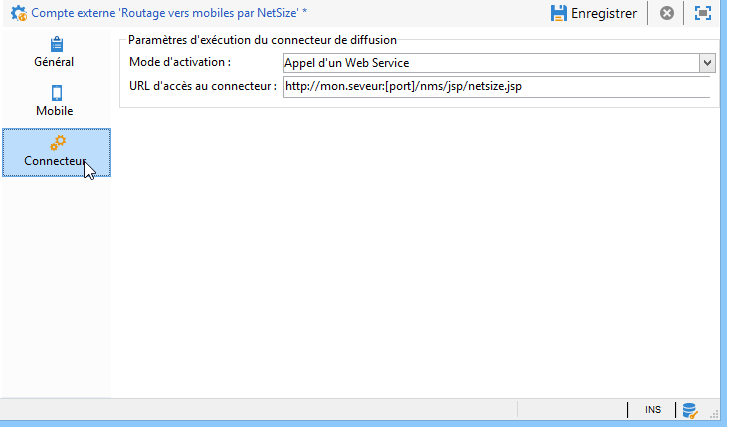 Compte externe 'Routage vers mobiles par NetSize' *
Enregistrer
Général
Mobile
Connecteur
Paramètres d'exécution du connecteur de diffusion
Mode d'activation :
Appel d'un Web Service
URL d'accès au connecteur :
http://mon.seveur:[port]/nms/jsp/netsize.jsp
INS